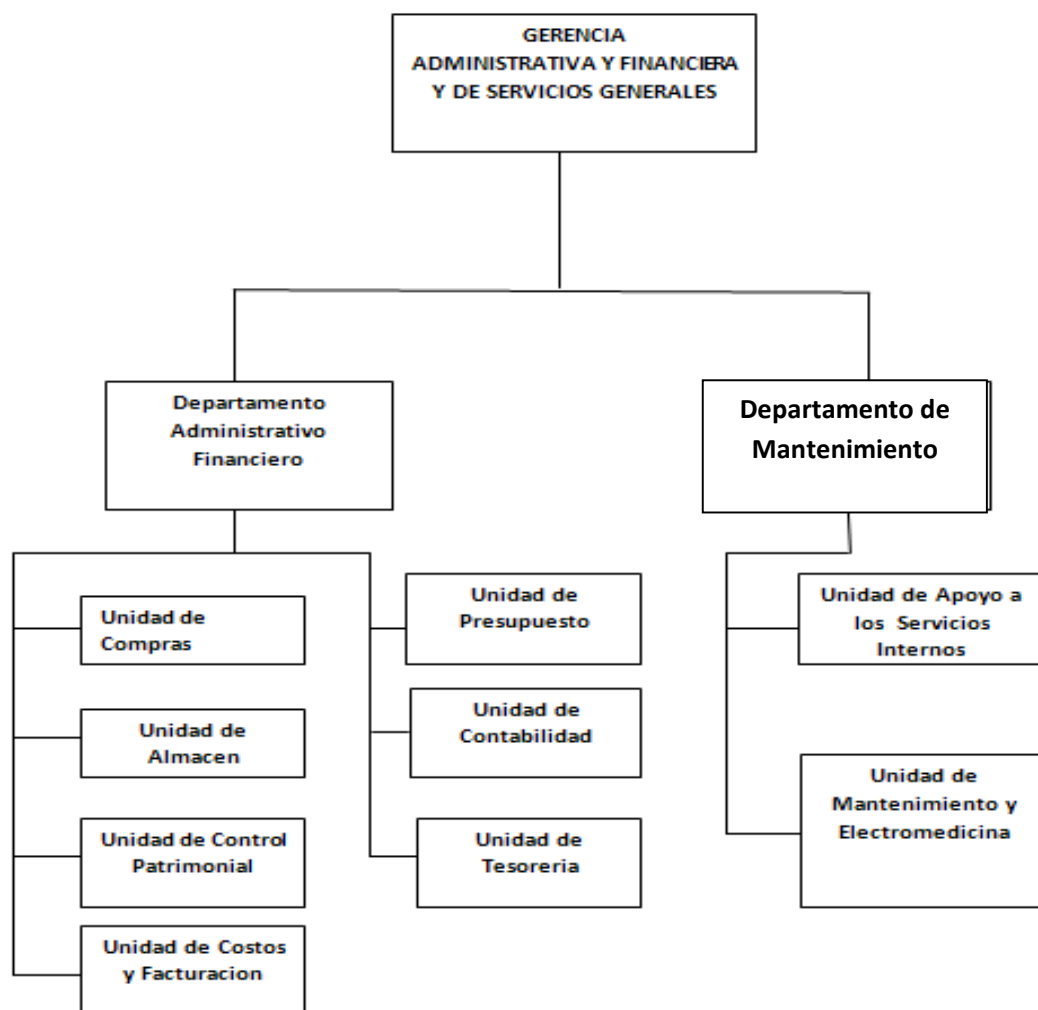 GERENCIA
ADMINISTRATIVA Y FINANCIERA
Y DE SERVICIOS GENERALES
Departamento
Administrativo
Financiero
Departamento de
Mantenimiento
Unidad de
Compras
Unidad de
Almacen
Unidad de Control
Patrimonial
Unidad de Costos
y Facturacion
Unidad de
Presupuesto
Unidad de
Contabilidad
Unidad de
Tesoreria
Unidad de Apoyo a
los Servicios
Internos
Unidad de
Mantenimiento y
Electromedicina